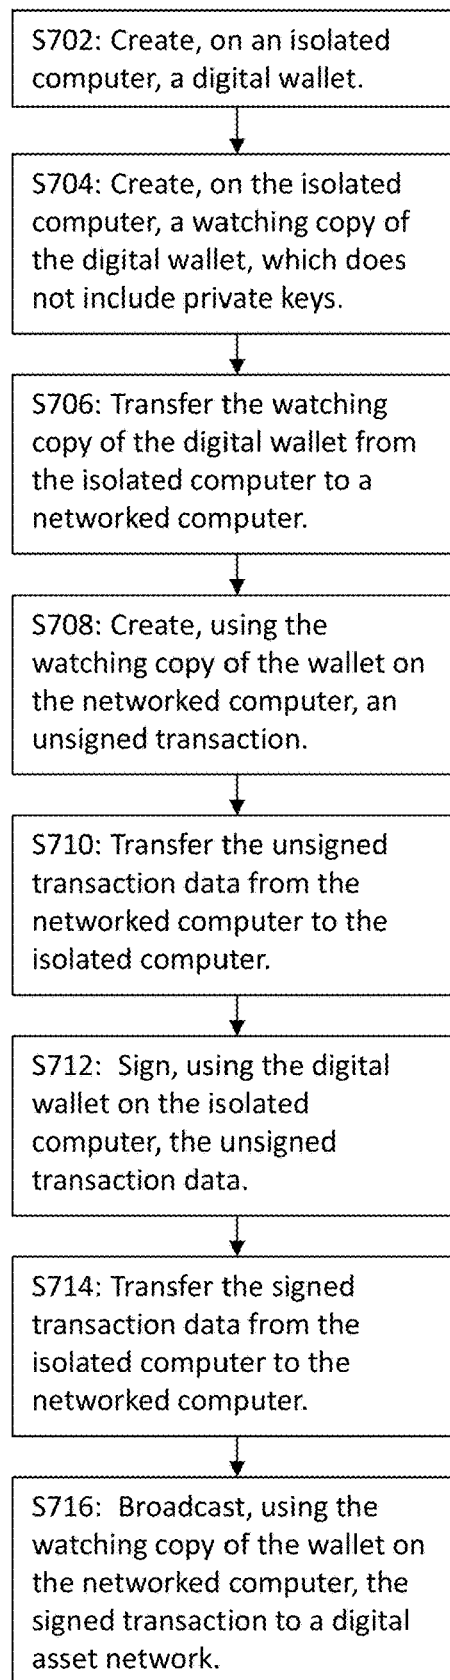 S702: Create, on an isolated
computer, a digital wallet.
S704: Create, on the isolated
computer, a watching copy of
the digital wallet, which does
not include private keys.
S706: Transfer the watching
copy of the digital wallet from
the isolated computer to a
networked computer.
S708: Create, using the
watching copy of the wallet on
the networked computer, an
unsigned transaction.
S710: Transfer the unsigned
transaction data from the
networked computer to the
isolated computer.
S712:  Sign, using the digital
wallet on the isolated
computer, the unsigned
transaction data.
S714: Transfer the signed
transaction data from the
isolated computer to the
networked computer.
S716:  Broadcast, using the
watching copy of the wallet on
the networked computer, the
signed transaction to a digital
asset network.